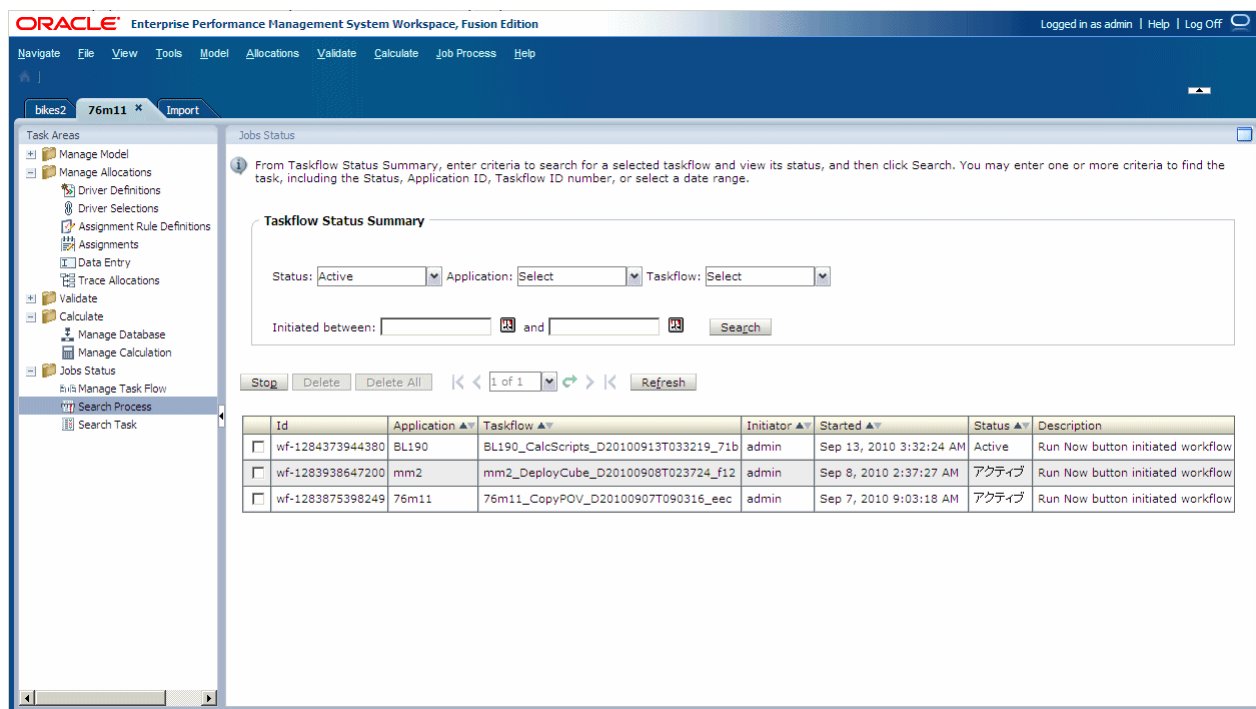 ORACLE Enterprise Performance Management System Workspace, Fusion Edition
Logged in as admin | Help | Log Off
Navigate File View Tools Model Allocations Validate Calculate Job Process Help
bikes2 76m11 Import
Task Areas
Manage Model
Manage Allocations
Driver Definitions
Driver Selections
Assignment Rule Definitions
Assignments
Data Entry
Trace Allocations
Validate
Calculate
Manage Database
Manage Calculation
Jobs Status
Manage Task Flow
Search Process
Search Task
Jobs Status
From Taskflow Status Summary, enter criteria to search for a selected taskflow and view its status, and then click Search. You may enter one or more criteria to find the
task, including the Status, Application ID, Taskflow ID number, or select a date range.
Taskflow Status Summary
Status: Active Application: Select Taskflow: Select
Initiated between: and Search
Stop Delete Delete All 1 of 1 Refresh
Id Application Taskflow Initiator Started Status Description
wf-1284373944380 BL190 BL190_CalcScripts_D20100913T033219_71b admin Sep 13, 2010 3:32:24 AM Active Run Now button initiated workflow
wf-1283938647200 mm2 mm2_DeployCube_D20100908T023724_f12 admin Sep 8, 2010 2:37:27 AM アクティブ Run Now button initiated workflow
wf-1283875398249 76m11 76m11_CopyPOV_D20100907T090316_eec admin Sep 7, 2010 9:03:18 AM アクティブ Run Now button initiated workflow